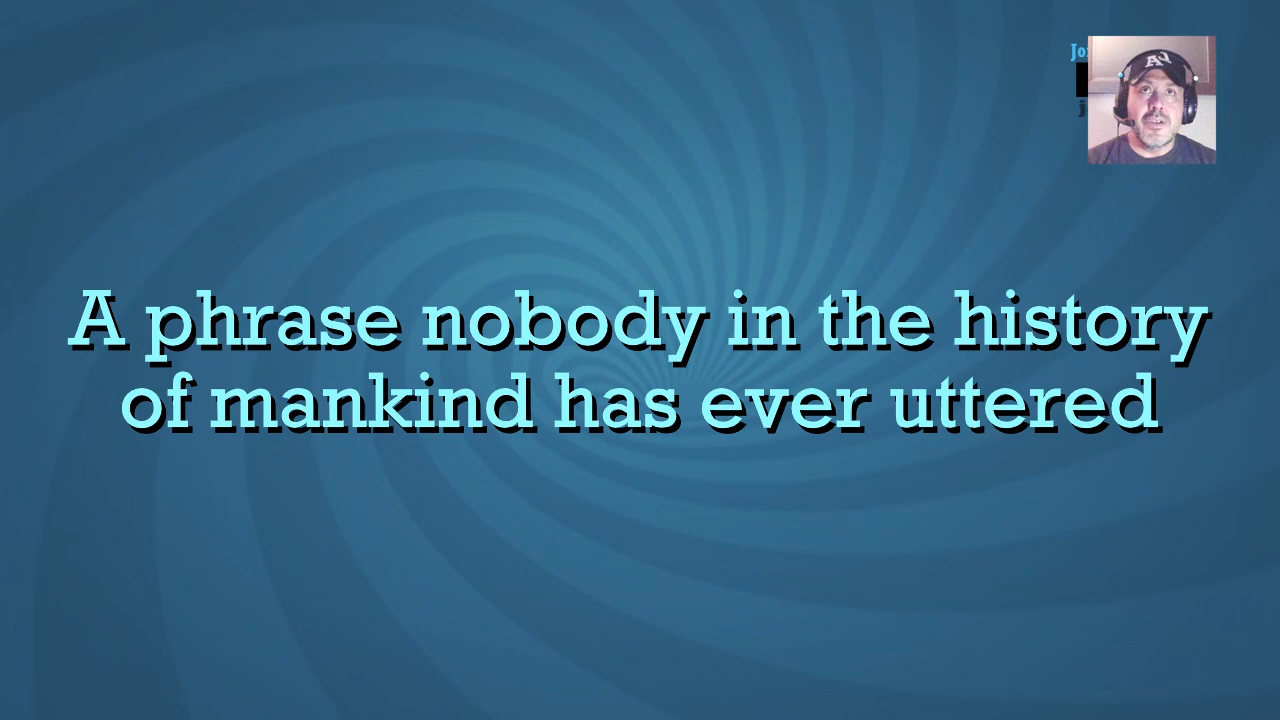 A phrase nobody in the history
of mankind has ever uttered